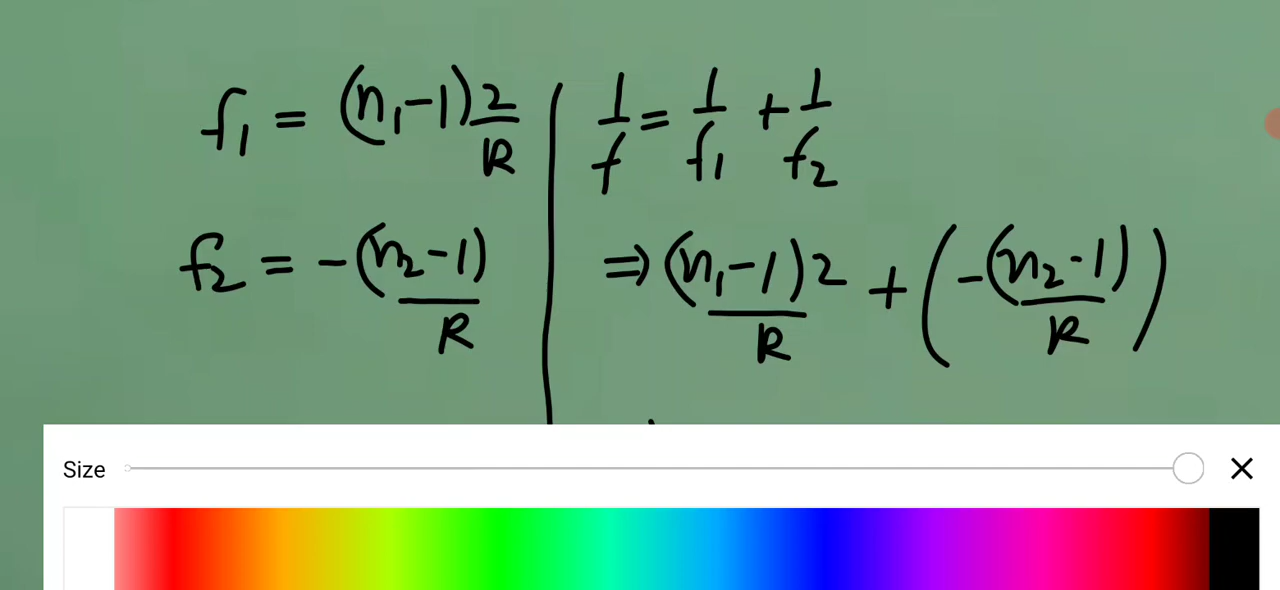 f₁ = (n₁-1) 2/R
f₂ = -(n₂-1)/R
1/f = 1/f₁ + 1/f₂
⇒ (n₁-1)2/R + (-(n₂-1)/R)
Size